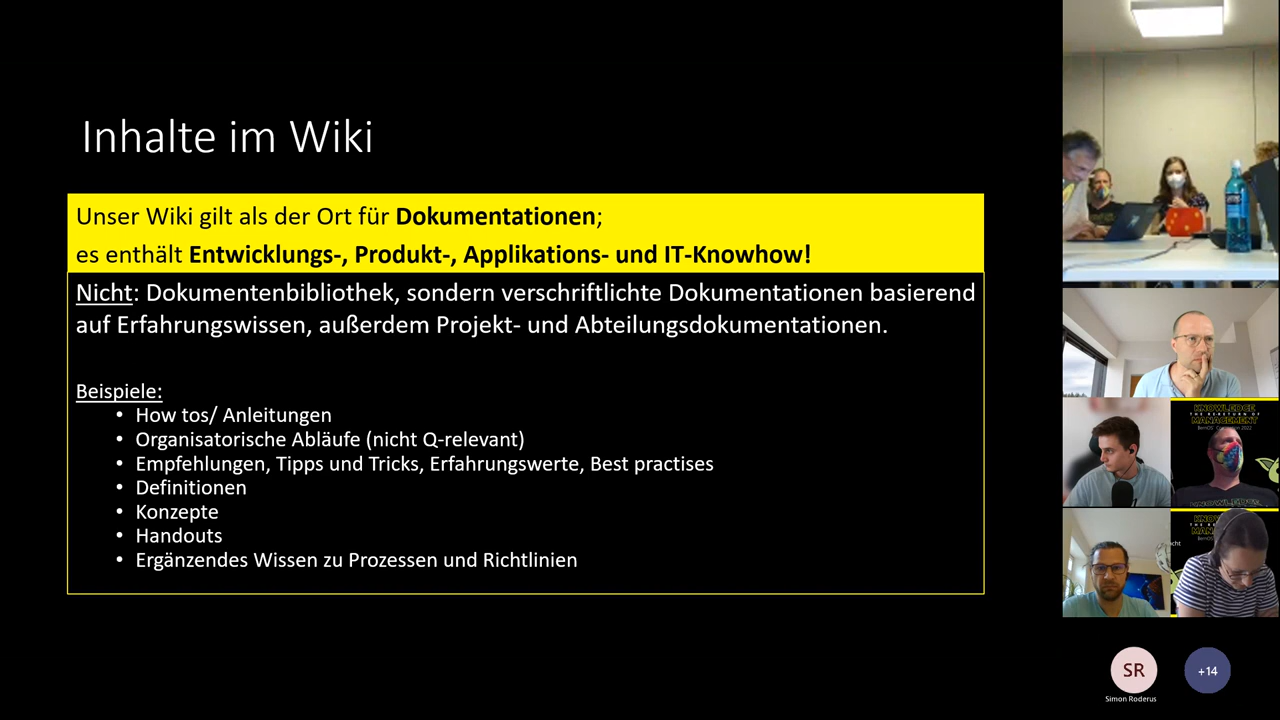 Inhalte im Wiki
Unser Wiki gilt als der Ort für Dokumentationen;
es enthält Entwicklungs-, Produkt-, Applikations- und IT-Knowhow!
Nicht: Dokumentenbibliothek, sondern verschriftlichte Dokumentationen basierend
auf Erfahrungswissen, außerdem Projekt- und Abteilungsdokumentationen.
Beispiele:
• How tos/ Anleitungen
• Organisatorische Abläufe (nicht Q-relevant)
• Empfehlungen, Tipps und Tricks, Erfahrungswerte, Best practises
• Definitionen
• Konzepte
• Handouts
• Ergänzendes Wissen zu Prozessen und Richtlinien
KNOWLEDGE
MANAGEMENT
SR
+14
Simon Roderus